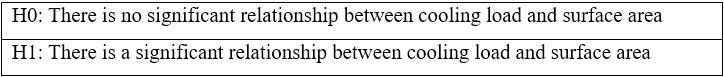 H0: There is no significant relationship between cooling load and surface area
H1: There is a significant relationship between cooling load and surface area